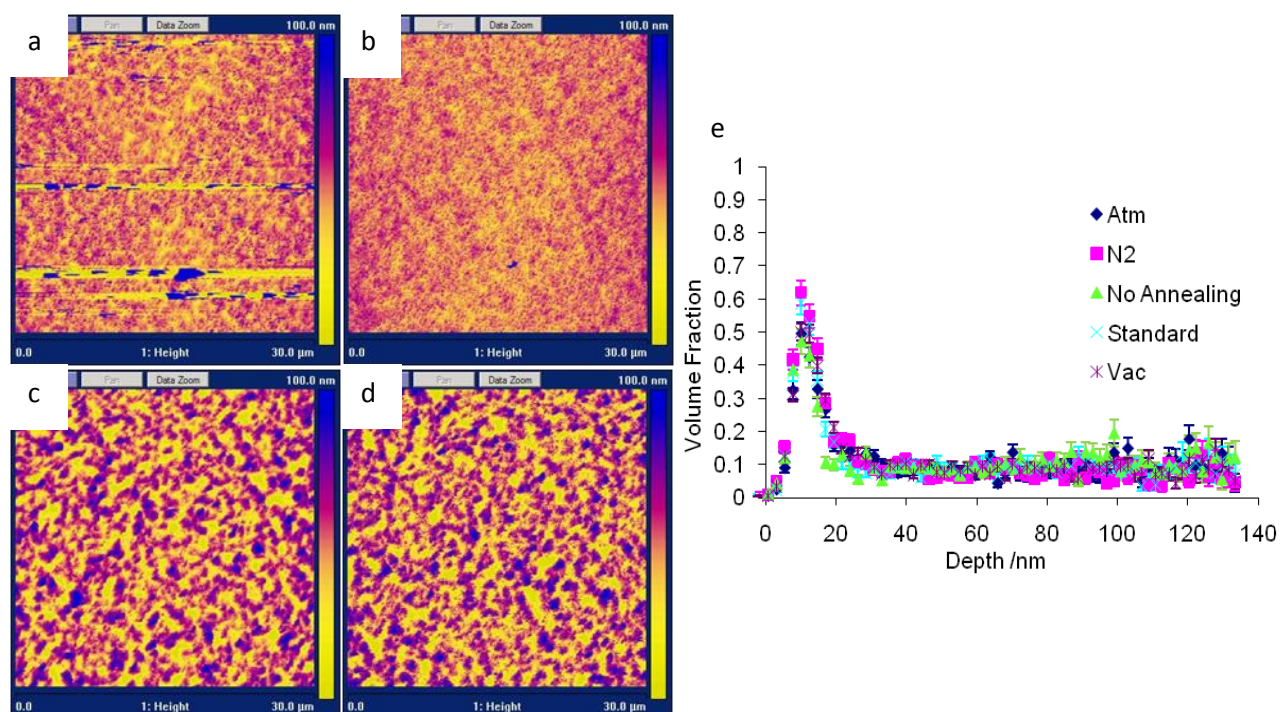 a
Pan
Data Zoom
100.0 nm
0.0
1: Height
30.0 µm
b
Pan
Data Zoom
100.0 nm
0.0
1: Height
30.0 µm
c
Pan
Data Zoom
100.0 nm
0.0
1: Height
30.0 µm
d
Pan
Data Zoom
100.0 nm
0.0
1: Height
30.0 µm
e
Volume Fraction
1
0.9
0.8
0.7
0.6
0.5
0.4
0.3
0.2
0.1
0
0 20 40 60 80 100 120 140
Depth /nm
Atm
N2
No Annealing
Standard
Vac